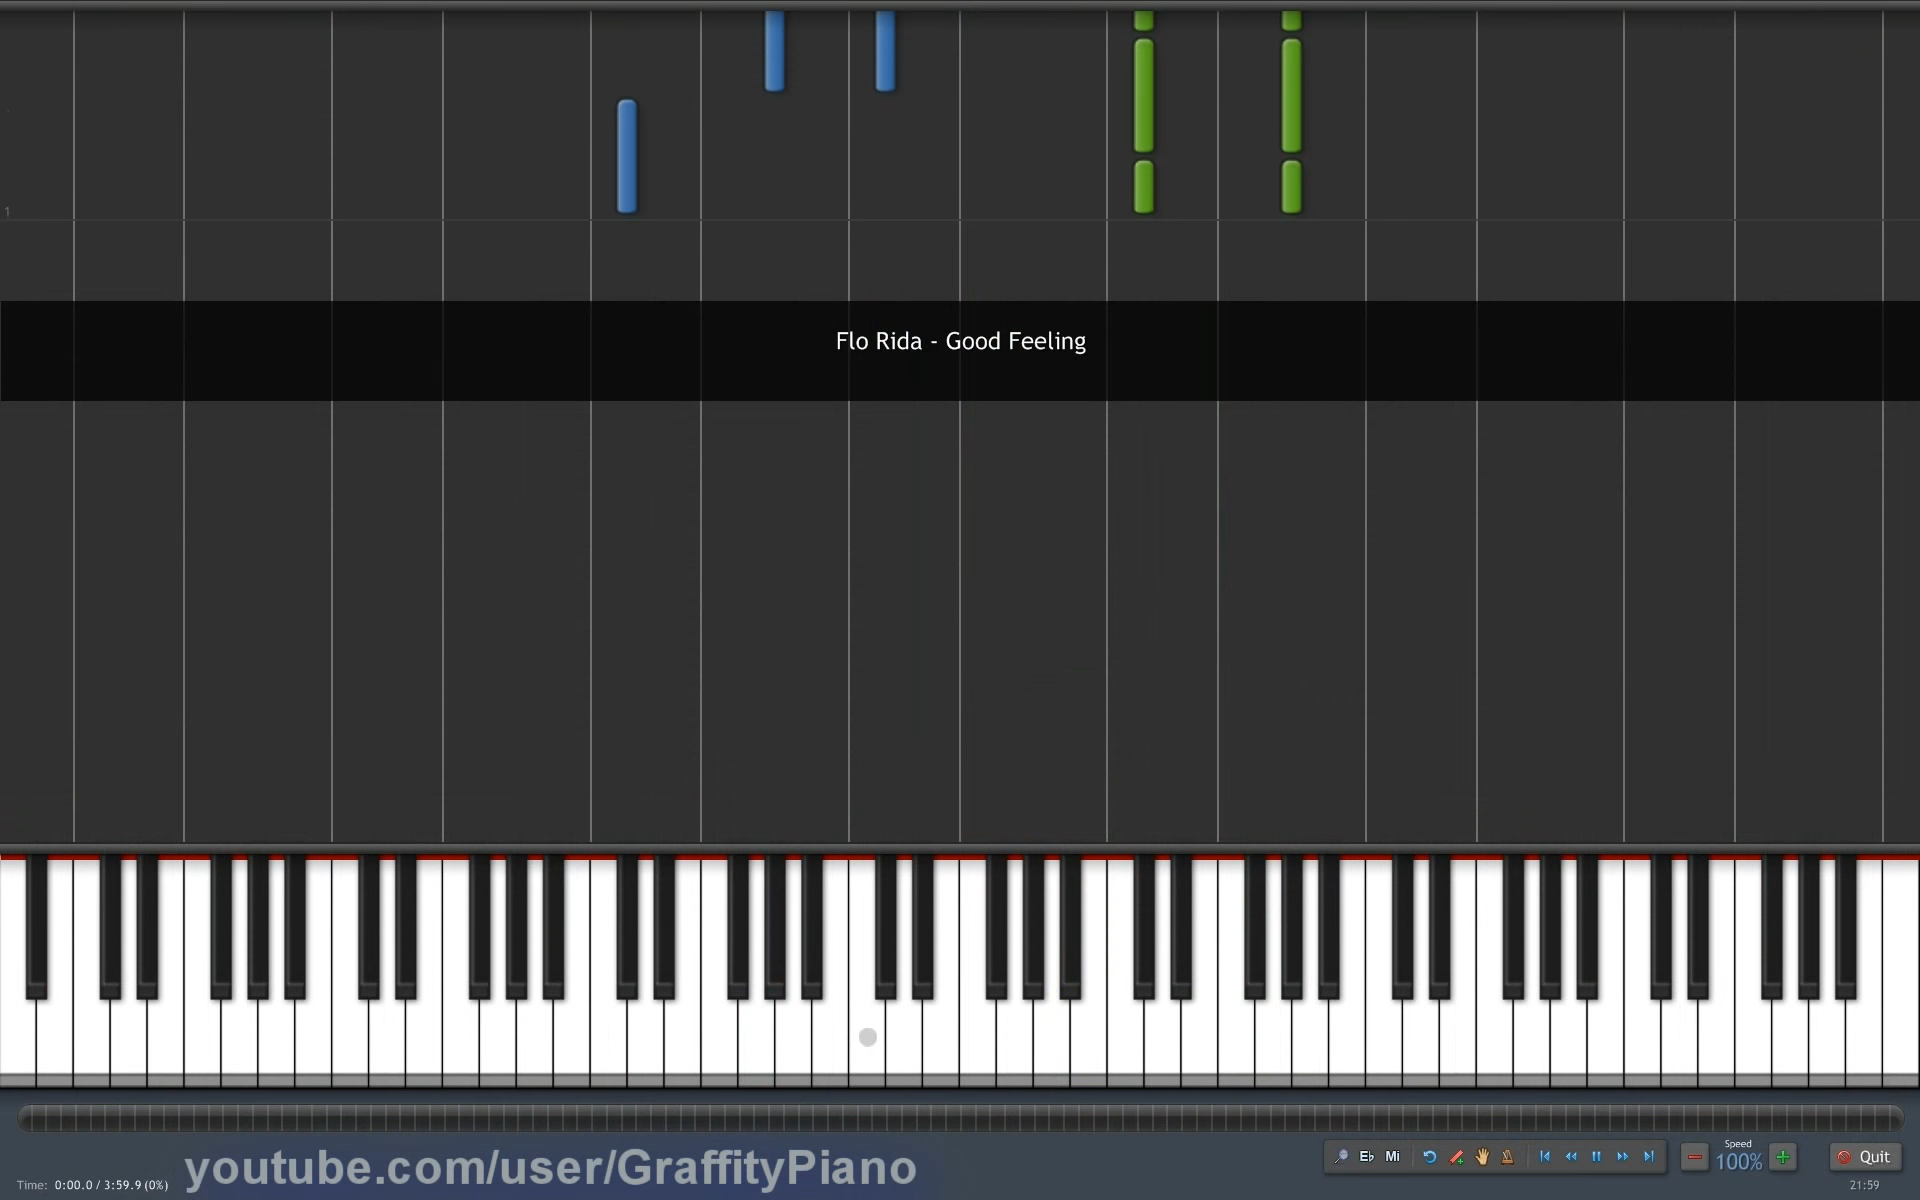 1
Flo Rida - Good Feeling
Time: 0:00.0 / 3:59.9 (0%)
youtube.com/user/GraffityPiano
E♭ Mi
Speed
100%
Quit
21:59